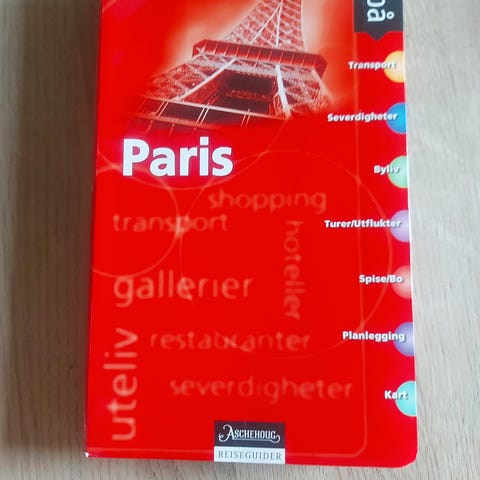 på
Transport
Severdigheter
Byliv
Turer/Utflukter
Spise/Bo
Planlegging
Kart
Paris
shopping
transport
hoteller
gallerier
restauranter
uteliv
severdigheter
ASCHEHOUG
REISEGUIDER